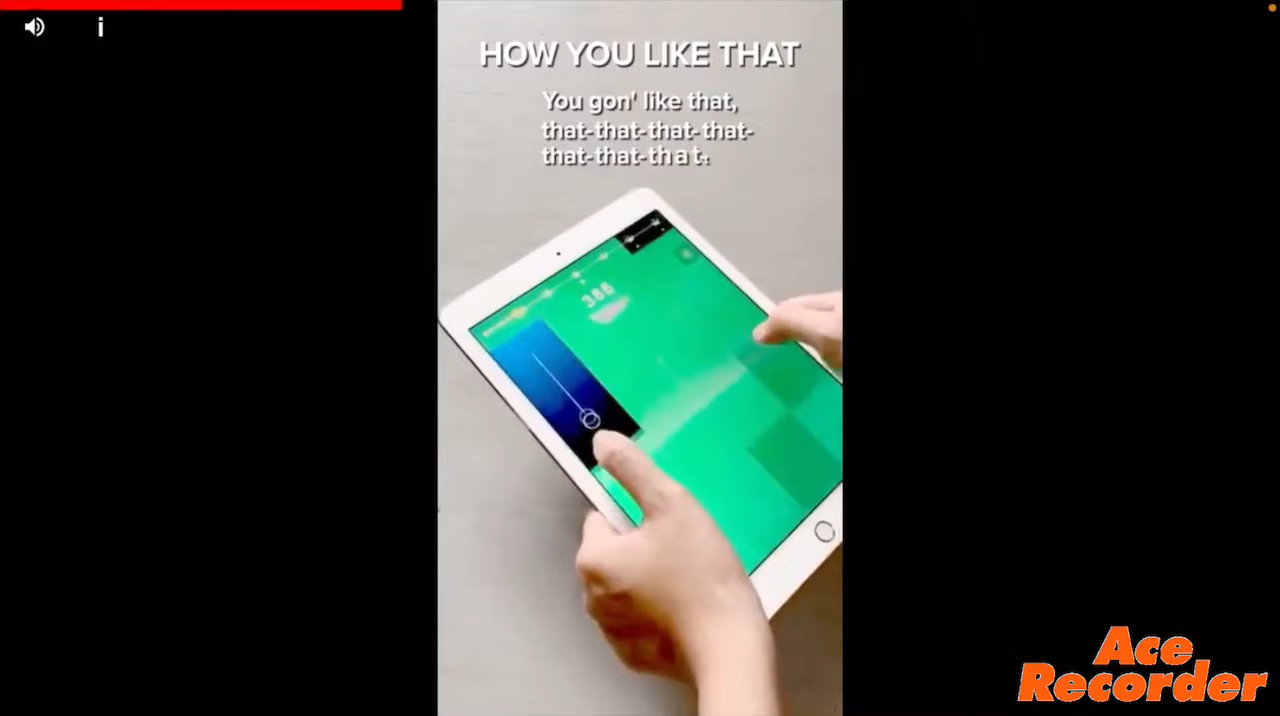 HOW YOU LIKE THAT
You gon' like that,
that-that-that-that-
that-that-that.
388
Ace
Recorder